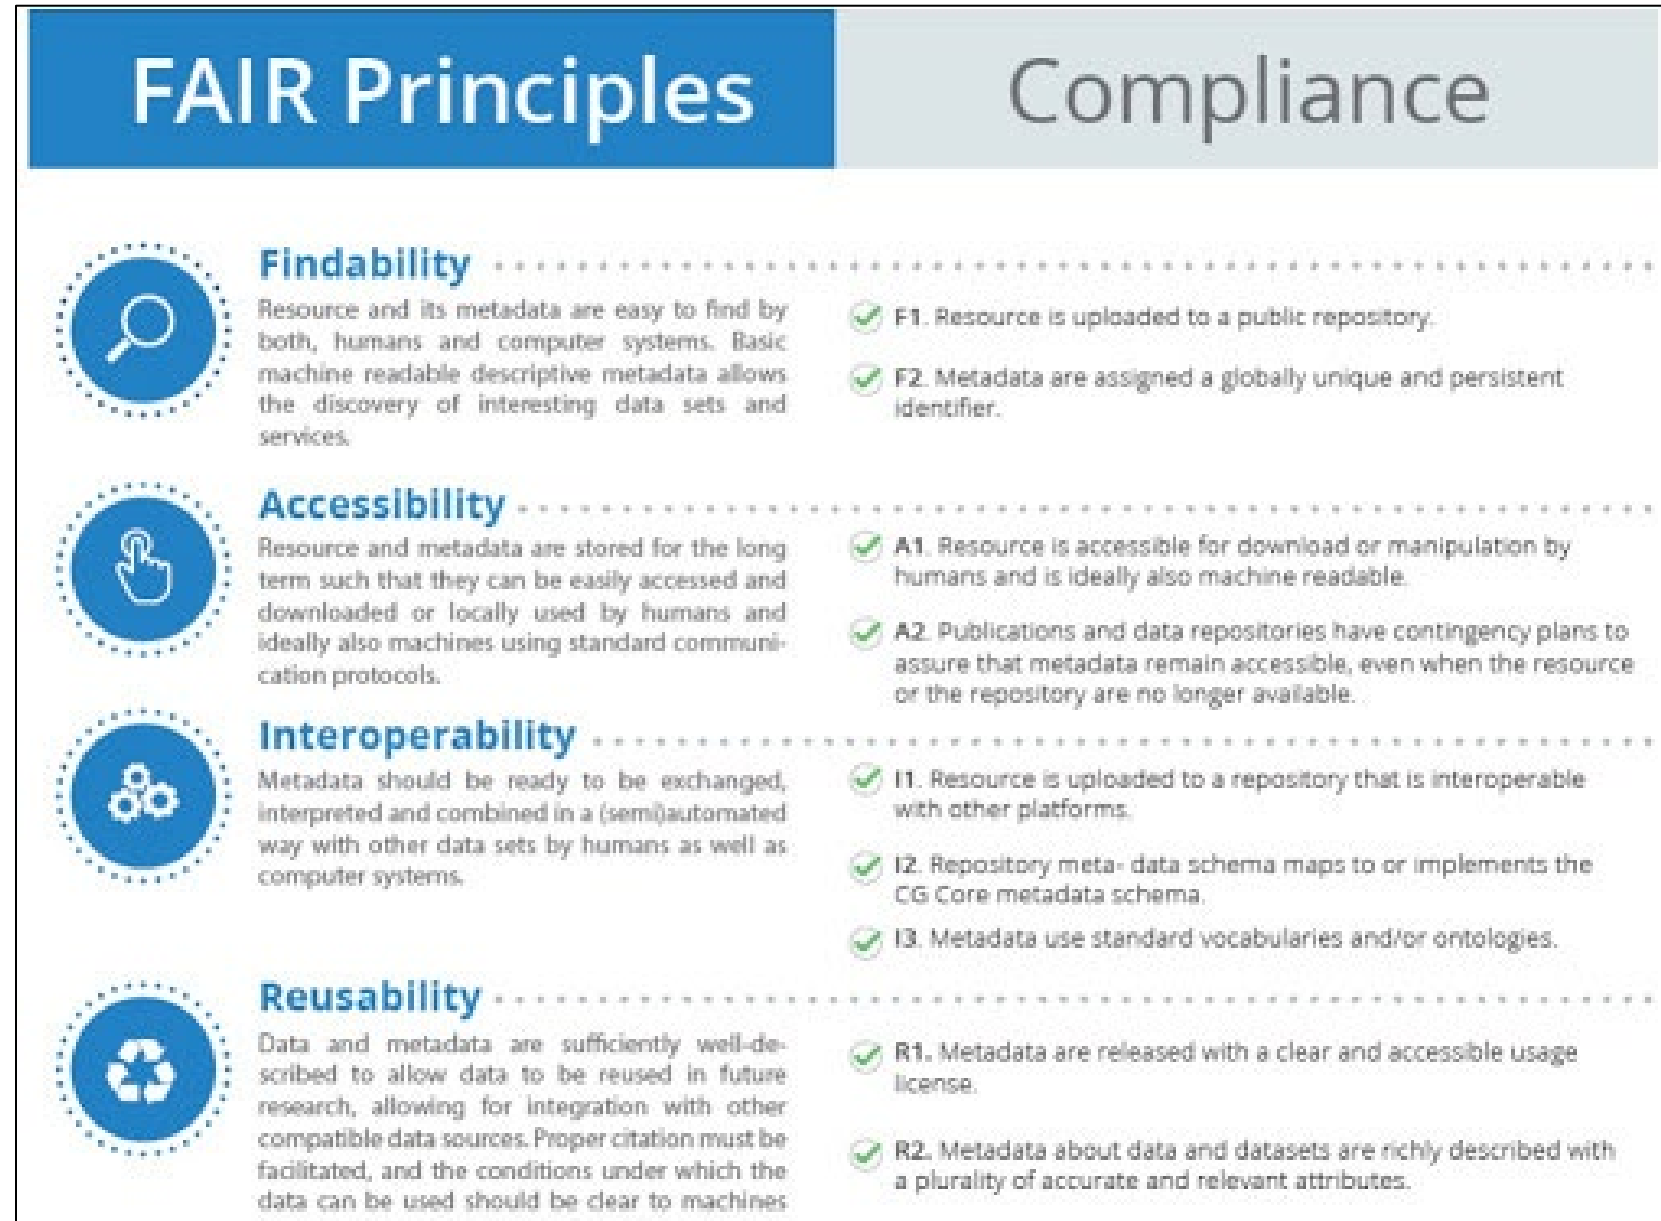 FAIR Principles
Compliance
Findability
Resource and its metadata are easy to find by
both, humans and computer systems. Basic
machine readable descriptive metadata allows
the discovery of interesting data sets and
services.
F1. Resource is uploaded to a public repository.
F2. Metadata are assigned a globally unique and persistent
identifier.
Accessibility
Resource and metadata are stored for the long
term such that they can be easily accessed and
downloaded or locally used by humans and
ideally also machines using standard communi-
cation protocols.
A1. Resource is accessible for download or manipulation by
humans and is ideally also machine readable.
A2. Publications and data repositories have contingency plans to
assure that metadata remain accessible, even when the resource
or the repository are no longer available.
Interoperability
Metadata should be ready to be exchanged,
interpreted and combined in a (semi)automated
way with other data sets by humans as well as
computer systems.
I1. Resource is uploaded to a repository that is interoperable
with other platforms.
I2. Repository meta- data schema maps to or implements the
CG Core metadata schema.
I3. Metadata use standard vocabularies and/or ontologies.
Reusability
Data and metadata are sufficiently well-de-
scribed to allow data to be reused in future
research, allowing for integration with other
compatible data sources. Proper citation must be
facilitated, and the conditions under which the
data can be used should be clear to machines
R1. Metadata are released with a clear and accessible usage
license.
R2. Metadata about data and datasets are richly described with
a plurality of accurate and relevant attributes.